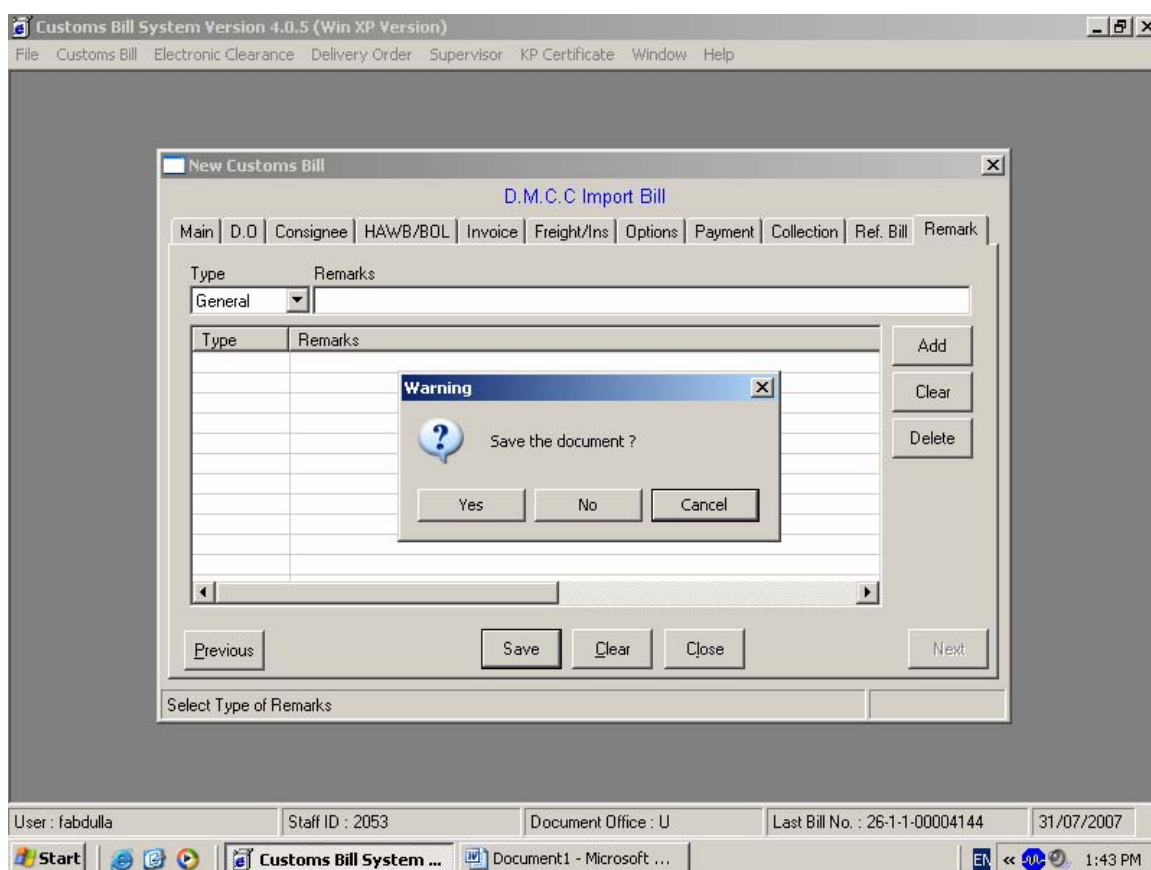 Customs Bill System Version 4.0.5 (Win XP Version)
File Customs Bill Electronic Clearance Delivery Order Supervisor KP Certificate Window Help
New Customs Bill
D.M.C.C Import Bill
Main D.O Consignee HAWB/BOL Invoice Freight/Ins Options Payment Collection Ref. Bill Remark
Type Remarks
General
Type Remarks
Add
Warning
Clear
Save the document ?
Delete
Yes No Cancel
Previous Save Clear Close Next
Select Type of Remarks
User : fabdulla Staff ID : 2053 Document Office : U Last Bill No. : 26-1-1-00004144 31/07/2007
Start Customs Bill System ... Document1 - Microsoft ... EN « 1:43 PM